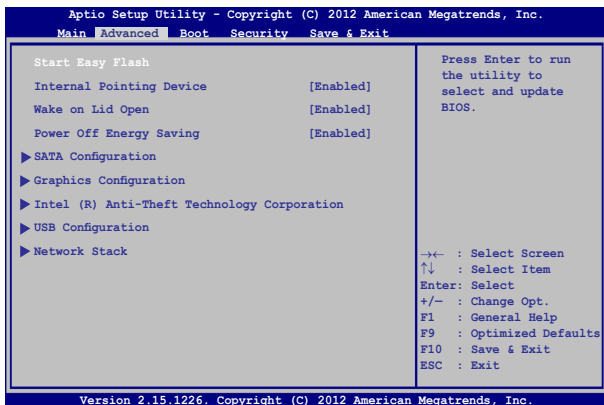 Aptio Setup Utility - Copyright (C) 2012 American Megatrends, Inc.
Main Advanced Boot Security Save & Exit
Start Easy Flash
Internal Pointing Device [Enabled]
Wake on Lid Open [Enabled]
Power Off Energy Saving [Enabled]
SATA Configuration
Graphics Configuration
Intel (R) Anti-Theft Technology Corporation
USB Configuration
Network Stack
Press Enter to run
the utility to
select and update
BIOS.
→← : Select Screen
↑↓ : Select Item
Enter: Select
+/— : Change Opt.
F1 : General Help
F9 : Optimized Defaults
F10 : Save & Exit
ESC : Exit
Version 2.15.1226. Copyright (C) 2012 American Megatrends, Inc.